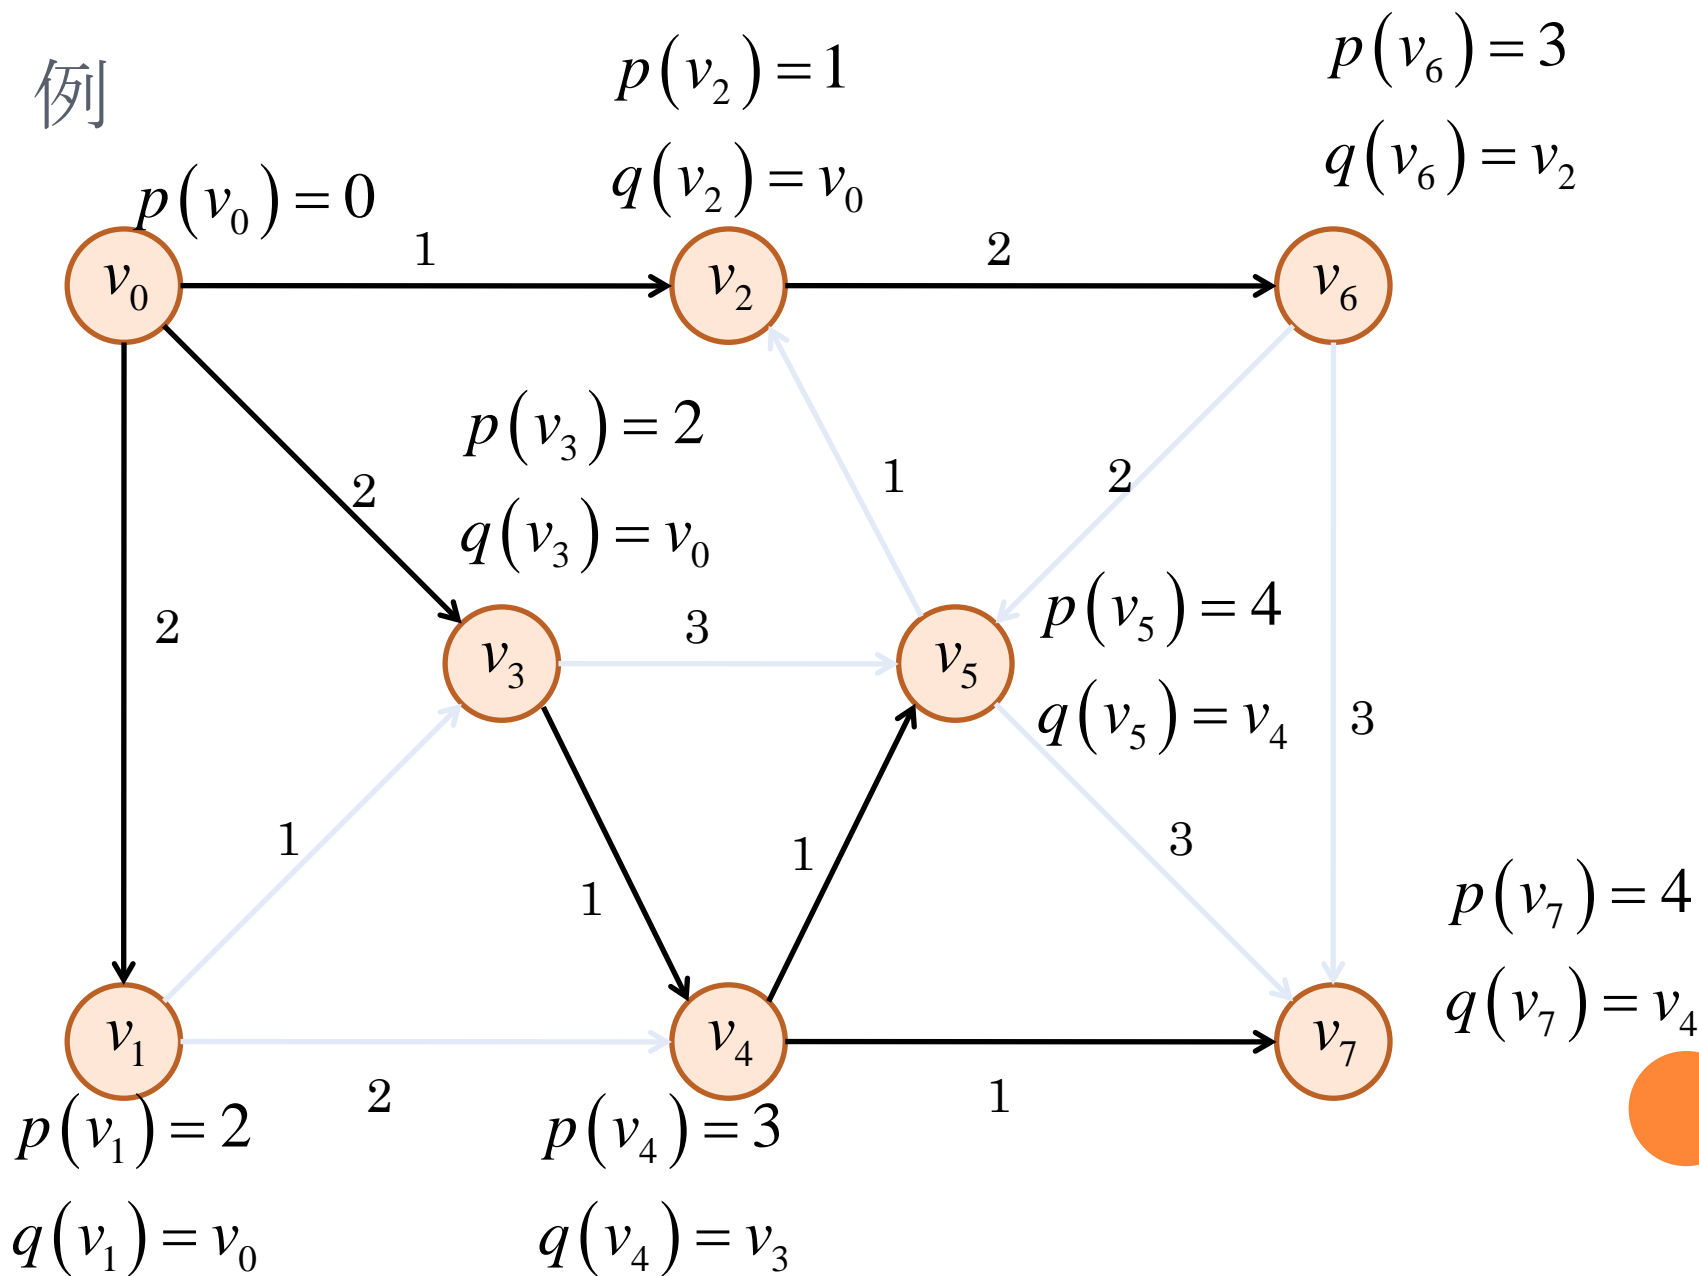 例
p(v₀) = 0
p(v₂) = 1
q(v₂) = v₀
p(v₆) = 3
q(v₆) = v₂
v₀
1
v₂
2
v₆
p(v₃) = 2
q(v₃) = v₀
2
1
2
2
v₃
3
v₅
p(v₅) = 4
q(v₅) = v₄
3
1
1
1
3
p(v₇) = 4
q(v₇) = v₄
v₁
2
v₄
1
v₇
p(v₁) = 2
q(v₁) = v₀
p(v₄) = 3
q(v₄) = v₃